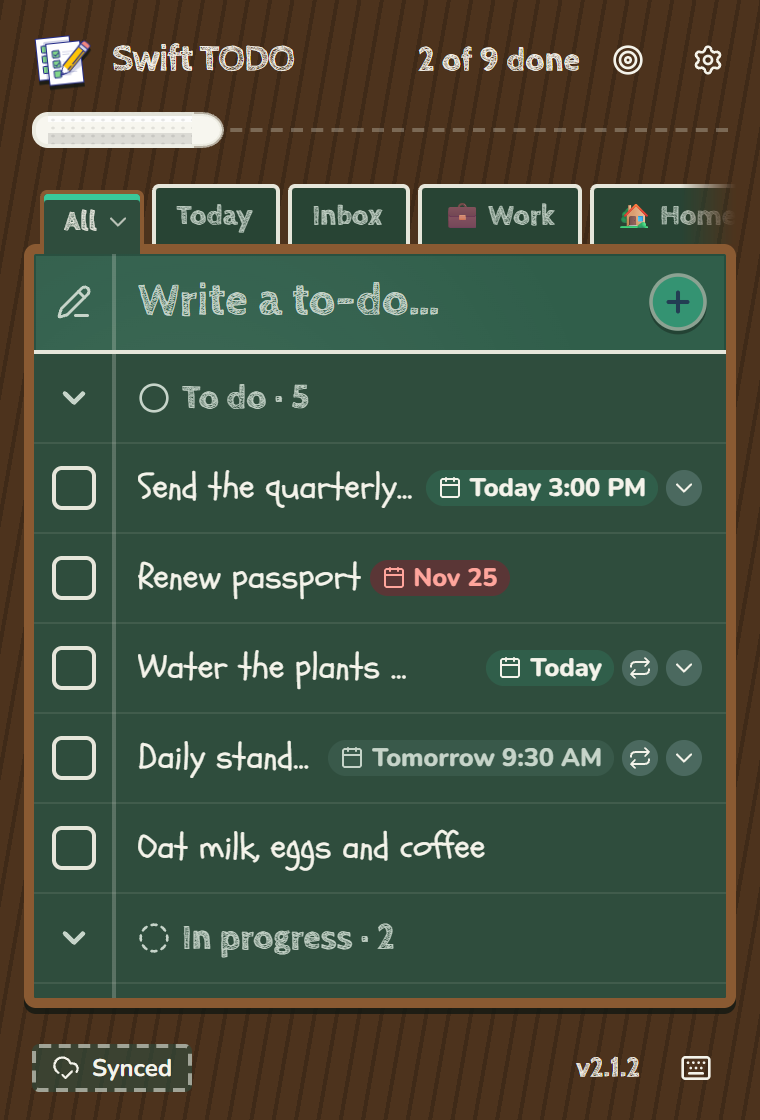 Swift TODO 2 of 9 done
All Today Inbox Work Home
Write a to-do...
To do · 5
Send the quarterly... Today 3:00 PM
Renew passport Nov 25
Water the plants ... Today
Daily stand... Tomorrow 9:30 AM
Oat milk, eggs and coffee
In progress · 2
Synced v2.1.2